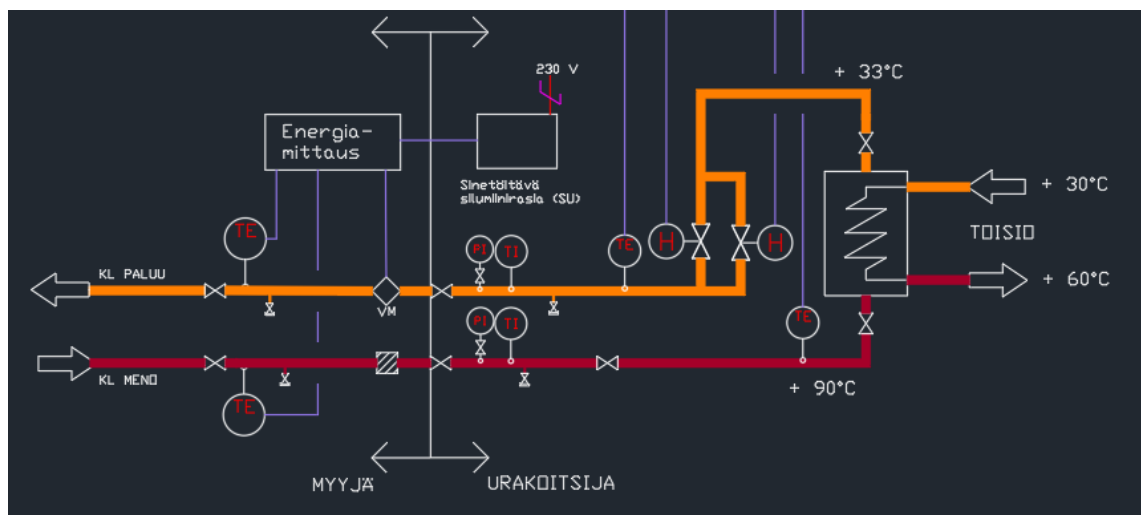 230 V
+ 33°C
Energia-
mittaus
Sinetöitävä
silumiinirasia (SU)
+ 30°C
TE
H
H
TOISIO
PI
TI
TE
KL PALUU
+ 60°C
VM
PI
TI
TE
KL MENO
+ 90°C
TE
MYYJÄ
URAKOITSIJA